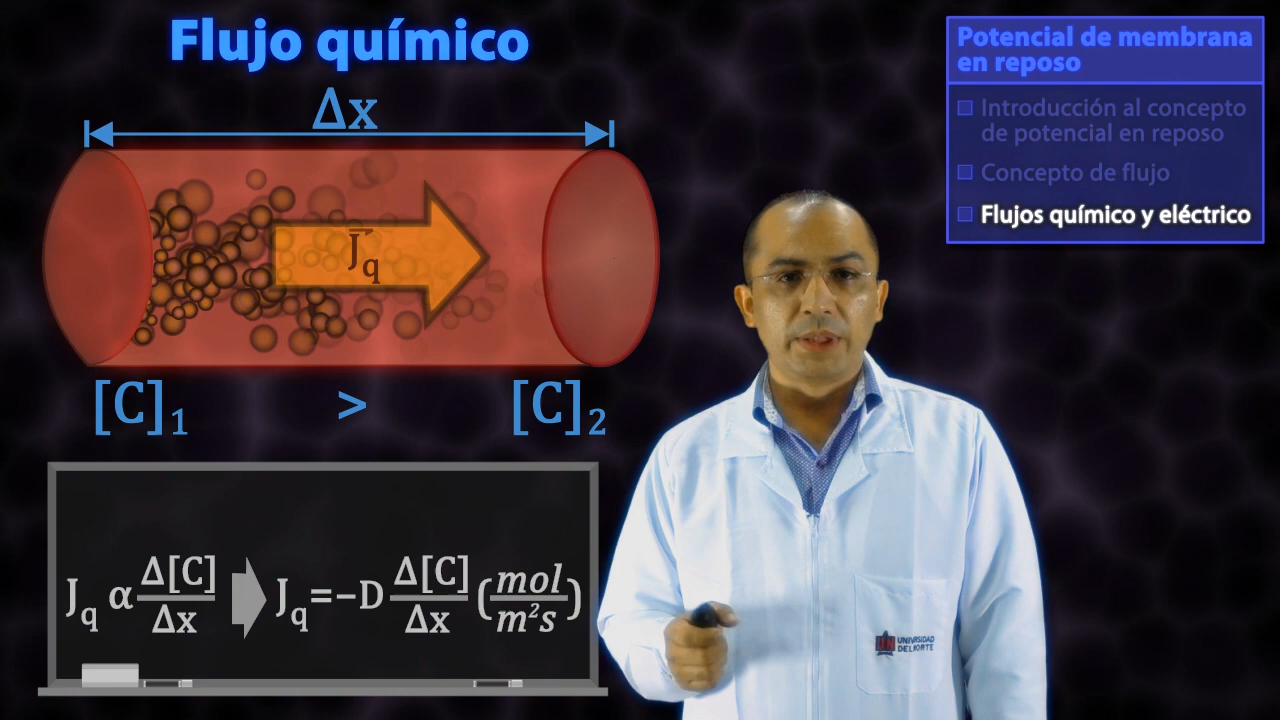 Flujo químico
Δx
J⃗q
[C]₁ > [C]₂
Jq α Δ[C]/Δx ➡ Jq=−D Δ[C]/Δx (mol/m²s)
Potencial de membrana
en reposo
Introducción al concepto
de potencial en reposo
Concepto de flujo
Flujos químico y eléctrico
UNIVERSIDAD
DEL NORTE